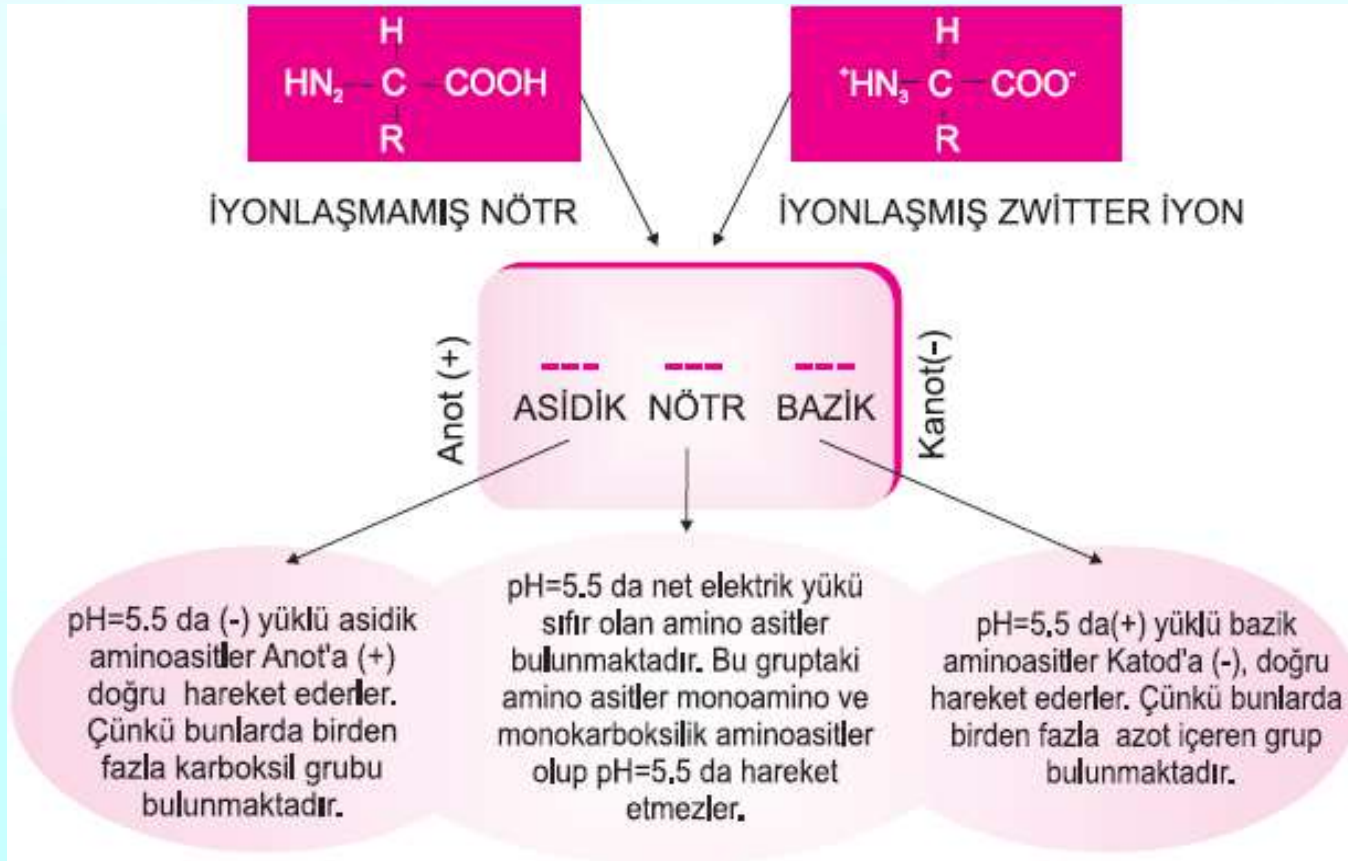 H
HN₂ - C - COOH
R
H
⁺HN₃ - C - COO⁻
R
İYONLAŞMAMIŞ NÖTR
İYONLAŞMIŞ ZWİTTER İYON
Anot (+)
--- --- ---
ASİDİK NÖTR BAZİK
Kanot(-)
pH=5.5 da (-) yüklü asidik
aminoasitler Anot'a (+)
doğru hareket ederler.
Çünkü bunlarda birden
fazla karboksil grubu
bulunmaktadır.
pH=5.5 da net elektrik yükü
sıfır olan amino asitler
bulunmaktadır. Bu gruptaki
amino asitler monoamino ve
monokarboksilik aminoasitler
olup pH=5.5 da hareket
etmezler.
pH=5.5 da(+) yüklü bazik
aminoasitler Katod'a (-), doğru
hareket ederler. Çünkü bunlarda
birden fazla azot içeren grup
bulunmaktadır.